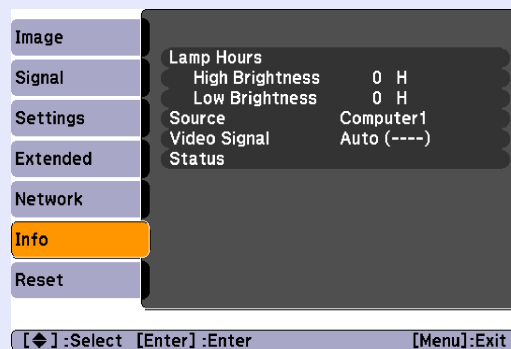 Image
Signal
Settings
Extended
Network
Info
Reset
Lamp Hours
High Brightness 0 H
Low Brightness 0 H
Source Computer1
Video Signal Auto (----)
Status
[◆] :Select [Enter] :Enter [Menu]:Exit